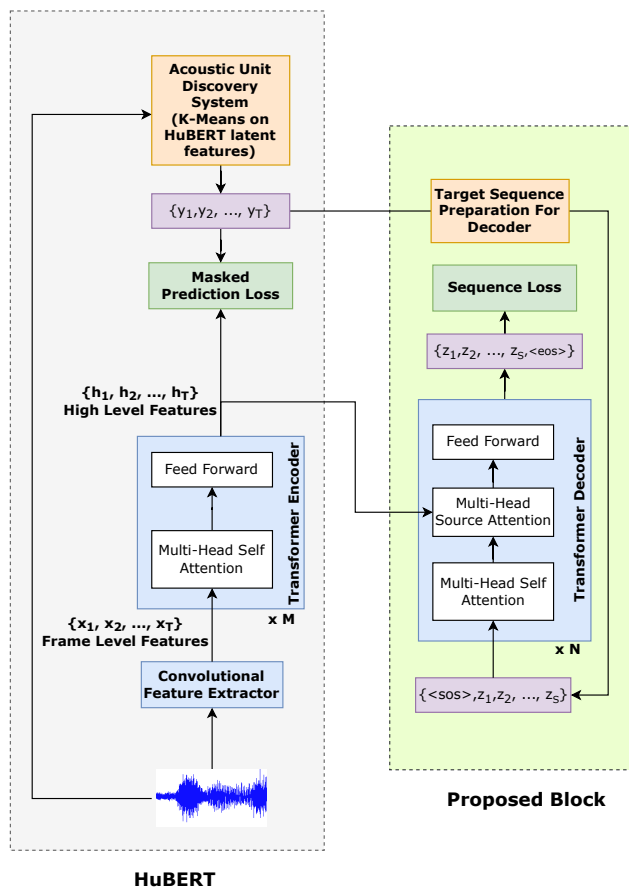 Acoustic Unit
Discovery
System
(K-Means on
HuBERT latent
features)
{y1,y2, ..., yT}
Masked
Prediction Loss
{h1, h2, ..., hT}
High Level Features
Feed Forward
Multi-Head Self
Attention
Transformer Encoder
x M
{x1, x2, ..., xT}
Frame Level Features
Convolutional
Feature Extractor
HuBERT
Target Sequence
Preparation For
Decoder
Sequence Loss
{z1,z2, ..., zS,<eos>}
Feed Forward
Multi-Head
Source Attention
Multi-Head Self
Attention
Transformer Decoder
x N
{<sos>,z1,z2, ..., zS}
Proposed Block